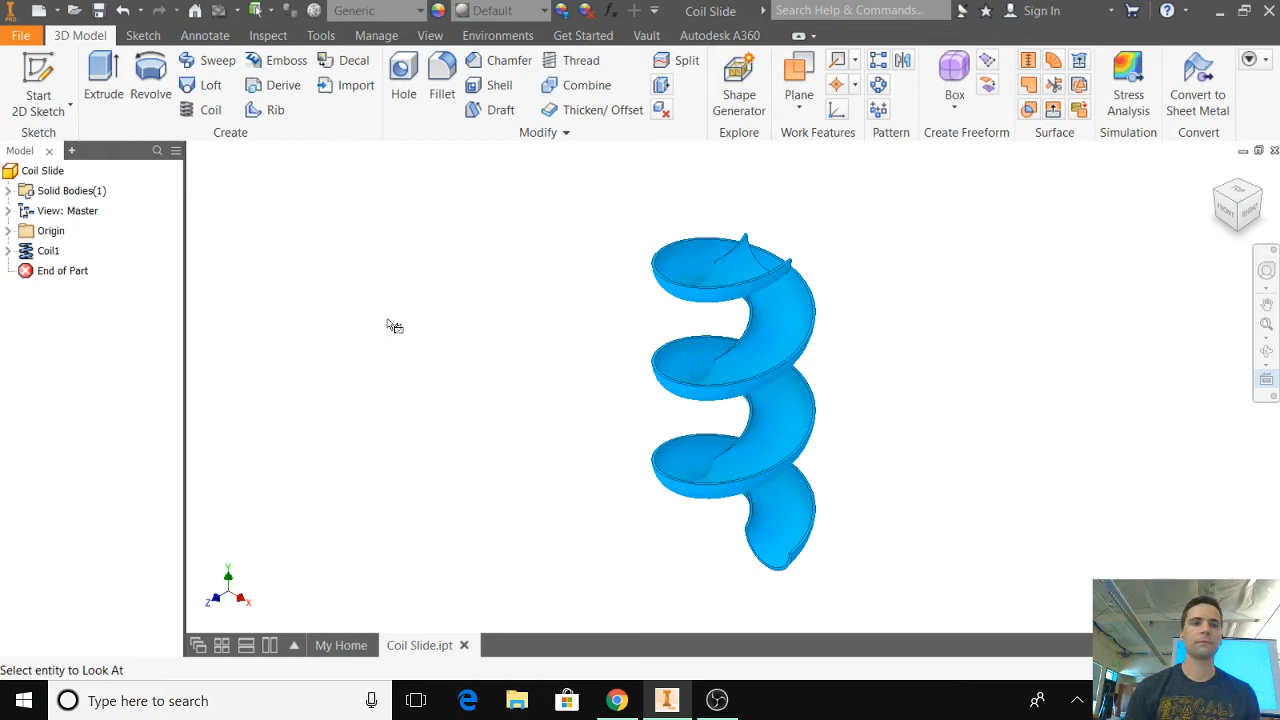 PRO
Generic
Default
fx
Coil Slide
Search Help & Commands...
Sign In
File
3D Model
Sketch
Annotate
Inspect
Tools
Manage
View
Environments
Get Started
Vault
Autodesk A360
Start
2D Sketch
Sketch
Extrude
Revolve
Sweep
Loft
Coil
Emboss
Derive
Rib
Decal
Import
Create
Hole
Fillet
Chamfer
Shell
Draft
Thread
Combine
Thicken/ Offset
Split
Modify
Shape
Generator
Explore
Plane
Work Features
Pattern
Box
Create Freeform
Surface
Stress
Analysis
Simulation
Convert to
Sheet Metal
Convert
Model
Coil Slide
Solid Bodies(1)
View: Master
Origin
Coil1
End of Part
TOP
FRONT
RIGHT
Y
Z
X
My Home
Coil Slide.ipt
Select entity to Look At
Type here to search